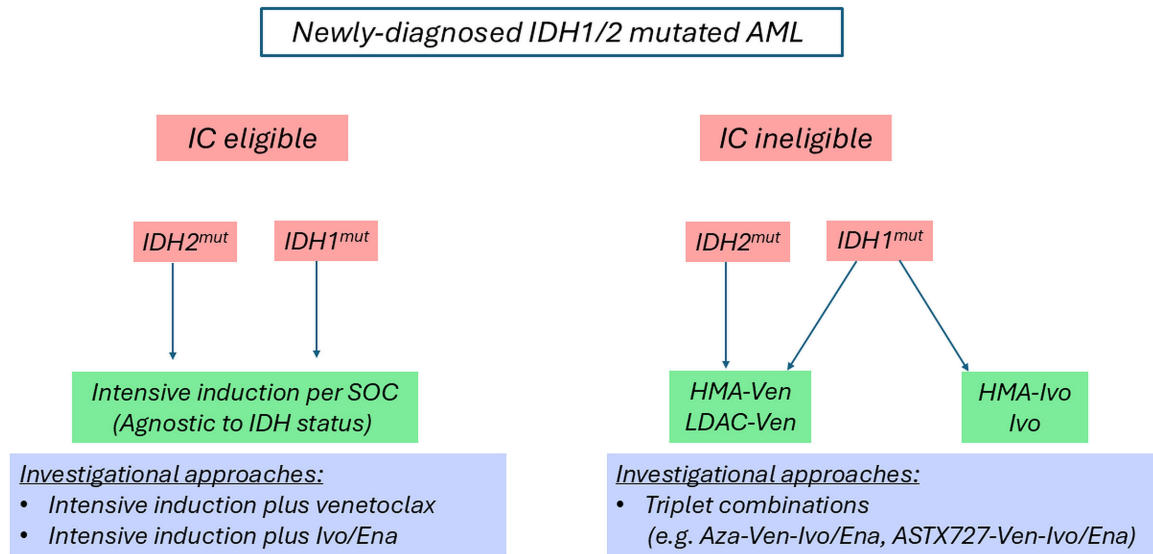 Newly-diagnosed IDH1/2 mutated AML
IC eligible
IC ineligible
IDH2mut
IDH1mut
IDH2mut
IDH1mut
Intensive induction per SOC
(Agnostic to IDH status)
HMA-Ven
LDAC-Ven
HMA-Ivo
Ivo
Investigational approaches:
• Intensive induction plus venetoclax
• Intensive induction plus Ivo/Ena
Investigational approaches:
• Triplet combinations
(e.g. Aza-Ven-Ivo/Ena, ASTX727-Ven-Ivo/Ena)